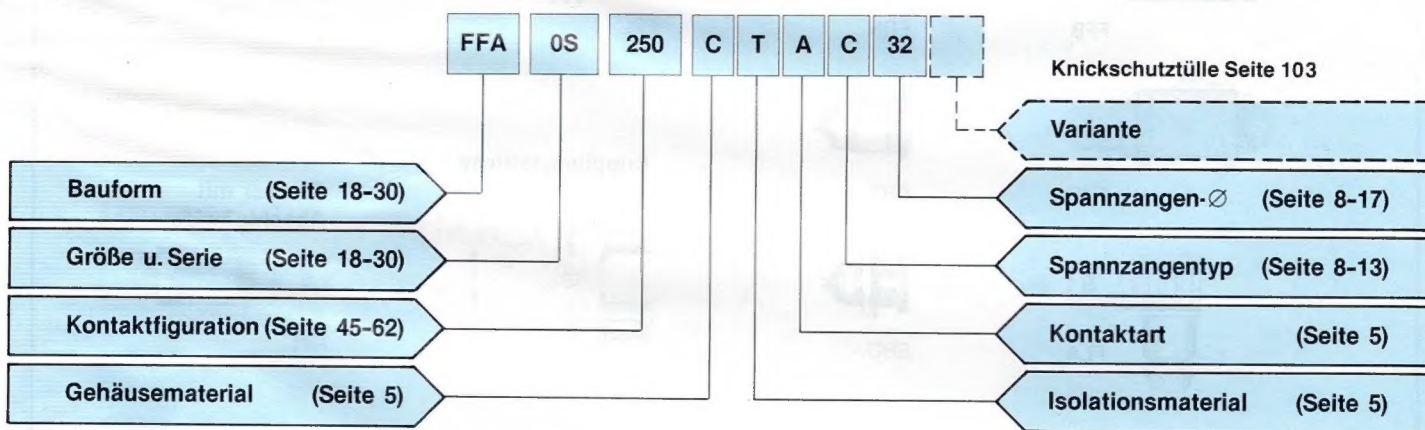 FFA 0S 250 C T A C 32
Knickschutztülle Seite 103
Variante
Bauform (Seite 18-30)
Spannzangen-∅ (Seite 8-17)
Größe u. Serie (Seite 18-30)
Spannzangentyp (Seite 8-13)
Kontaktfiguration (Seite 45-62)
Kontaktart (Seite 5)
Gehäusematerial (Seite 5)
Isolationsmaterial (Seite 5)